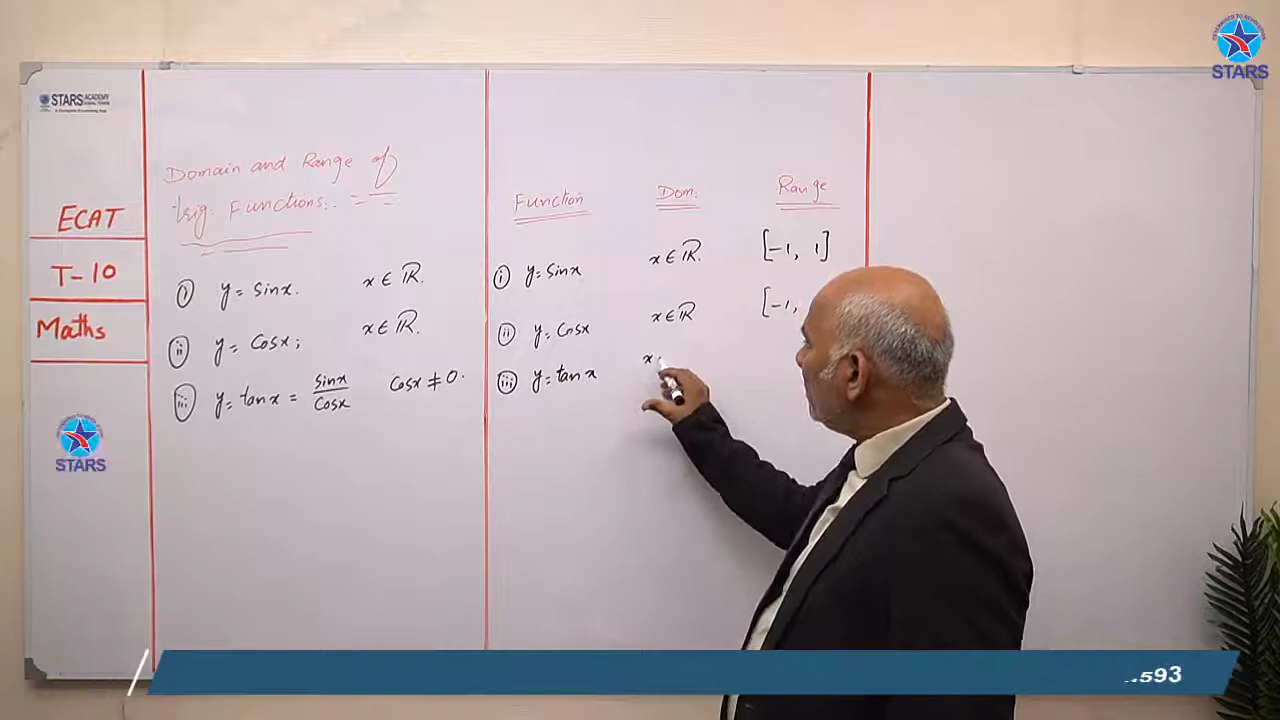 STARS ACADEMY
ECAT
T-10
Maths
STARS
Domain and Range of
trig. Functions:
(i) y = sinx. x ∈ ℝ.
(ii) y = Cosx; x ∈ ℝ.
(iii) y = tanx = sinx/Cosx Cosx ≠ 0.
Function Dom. Range
(i) y = sinx x ∈ ℝ. [-1, 1]
(ii) y = Cosx x ∈ ℝ [-1,
(iii) y = tan x x
STARS
593